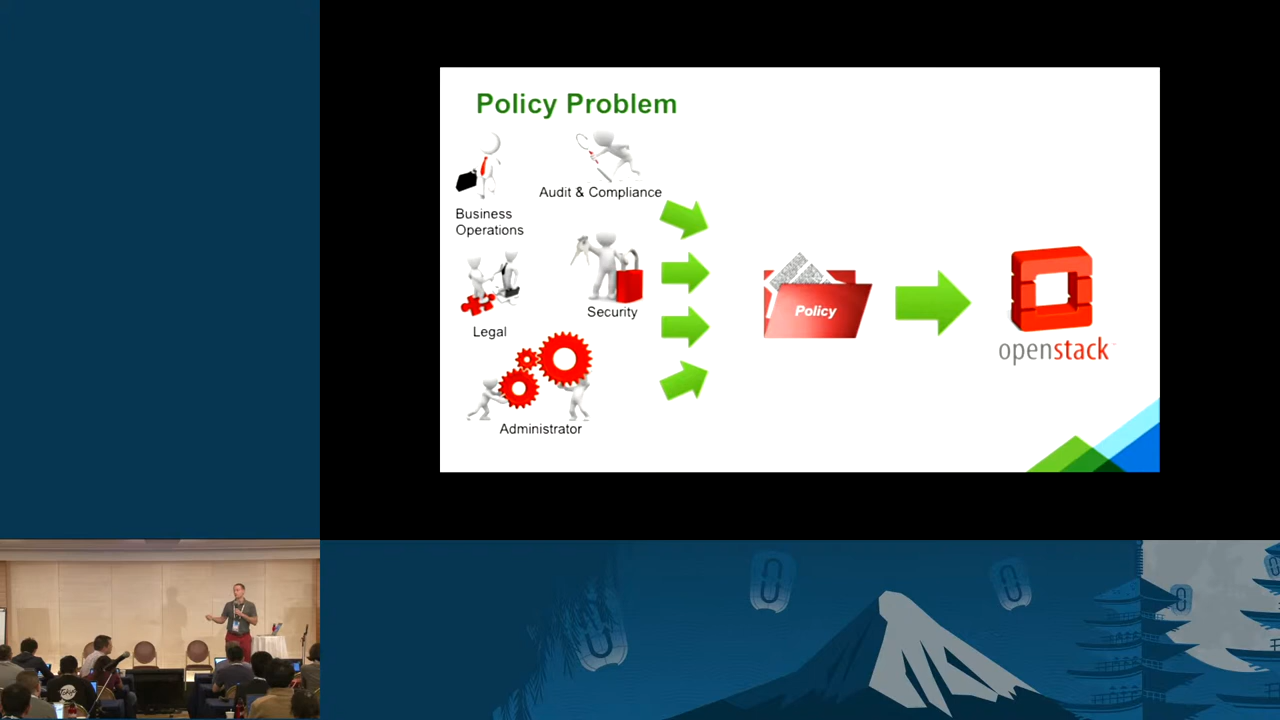 Policy Problem
Audit & Compliance
Business
Operations
Security
Legal
Administrator
Policy
openstack